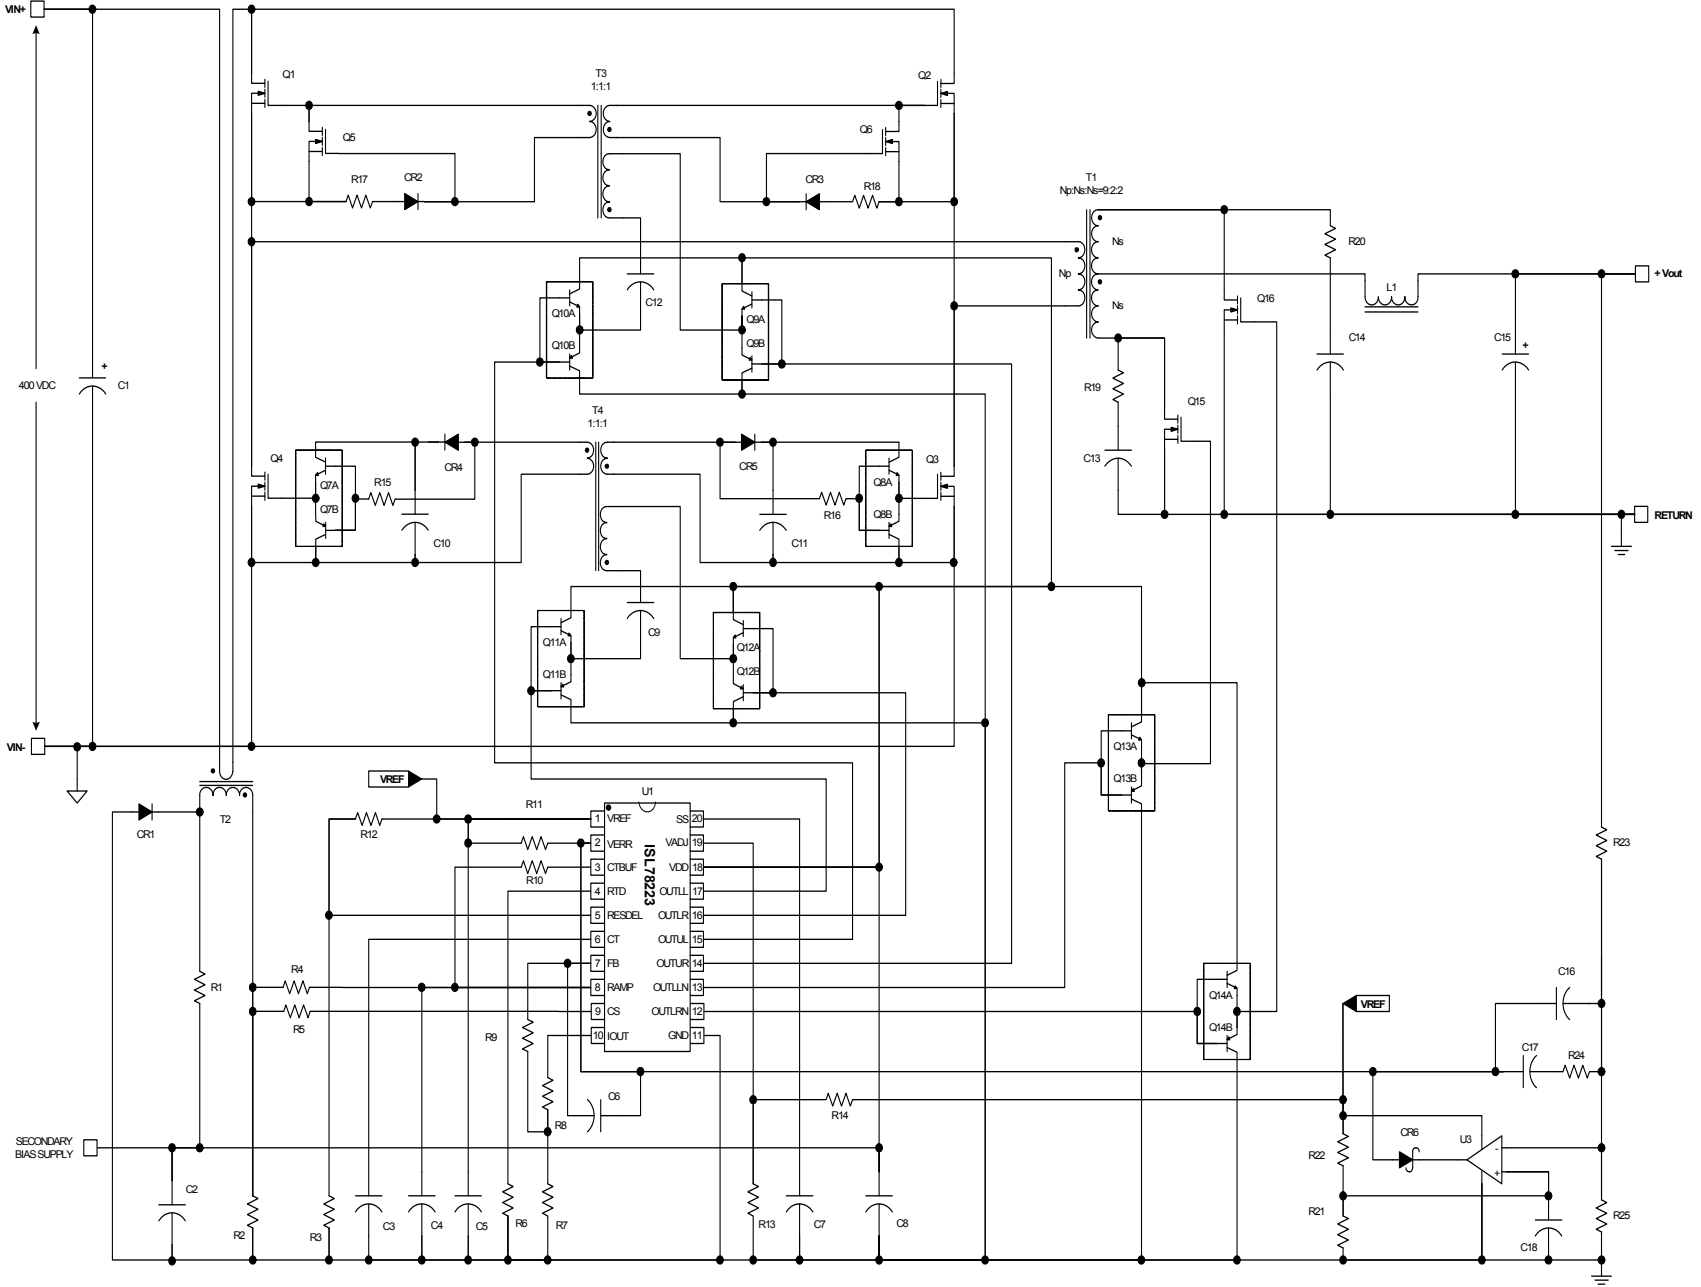 VIN+
Q1
T3
1:1:1
Q2
Q5
Q6
R17
CR2
CR3
R18
T1
Np:Ns:Ns=9:2:2
Ns
Np
Ns
R20
L1
+ Vout
Q16
Q10A
Q10B
C12
Q9A
Q9B
C14
C15
+
400 VDC
+
C1
R19
Q15
T4
1:1:1
Q4
CR4
CR5
Q3
C13
Q7A
Q7B
R15
Q8A
Q8B
R16
C10
C11
RETURN
Q11A
Q11B
C9
Q12A
Q12B
VIN-
Q13A
Q13B
VREF
T2
CR1
R12
R11
R10
U1
ISL78223
1 VREF
2 VERR
3 CTBUF
4 RTD
5 RESDEL
6 CT
7 FB
8 RAMP
9 CS
10 IOUT
SS 20
VADJ 19
VDD 18
OUTLL 17
OUTLR 16
OUTUL 15
OUTUR 14
OUTLLN 13
OUTLRN 12
GND 11
R23
R1
R4
R5
R9
Q14A
Q14B
VREF
C16
C17
R24
R8
C6
R14
SECONDARY
BIAS SUPPLY
R22
CR6
U3
-
+
C2
R2
R3
C3
C4
C5
R6
R7
R13
C7
C8
R21
C18
R25